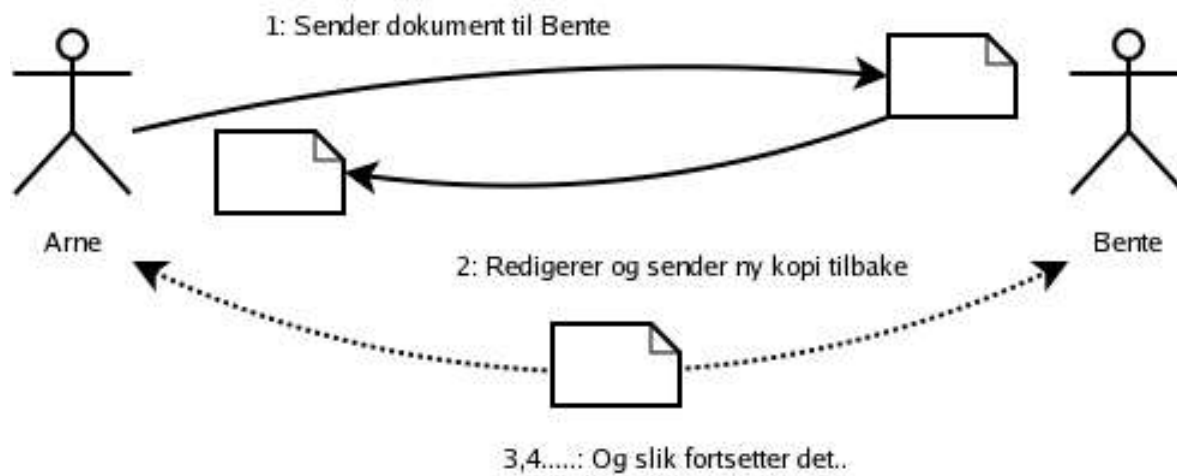 1: Sender dokument til Bente
Arne
Bente
2: Redigerer og sender ny kopi tilbake
3,4.....: Og slik fortsetter det..